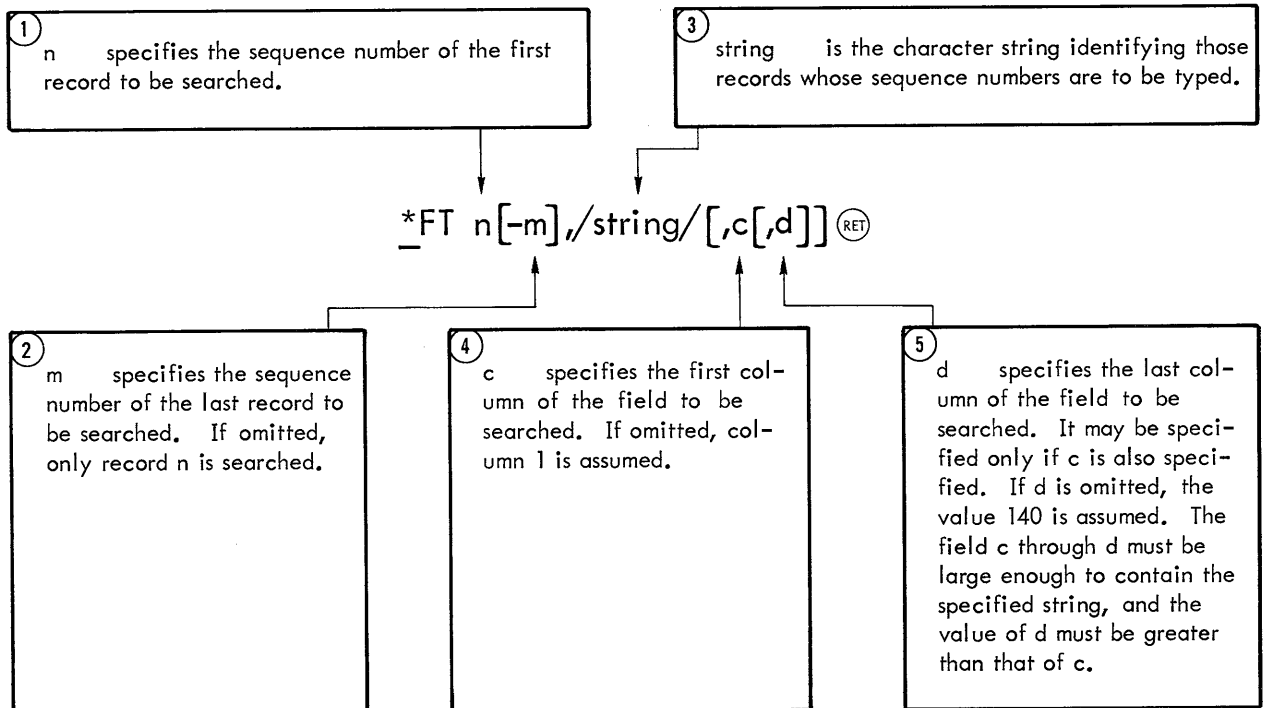 1
n specifies the sequence number of the first
record to be searched.
3
string is the character string identifying those
records whose sequence numbers are to be typed.
*FT n[-m],/string/[,c[,d]] RET
2
m specifies the sequence
number of the last record to
be searched. If omitted,
only record n is searched.
4
c specifies the first col-
umn of the field to be
searched. If omitted, col-
umn 1 is assumed.
5
d specifies the last col-
umn of the field to be
searched. It may be speci-
fied only if c is also speci-
fied. If d is omitted, the
value 140 is assumed. The
field c through d must be
large enough to contain the
specified string, and the
value of d must be greater
than that of c.